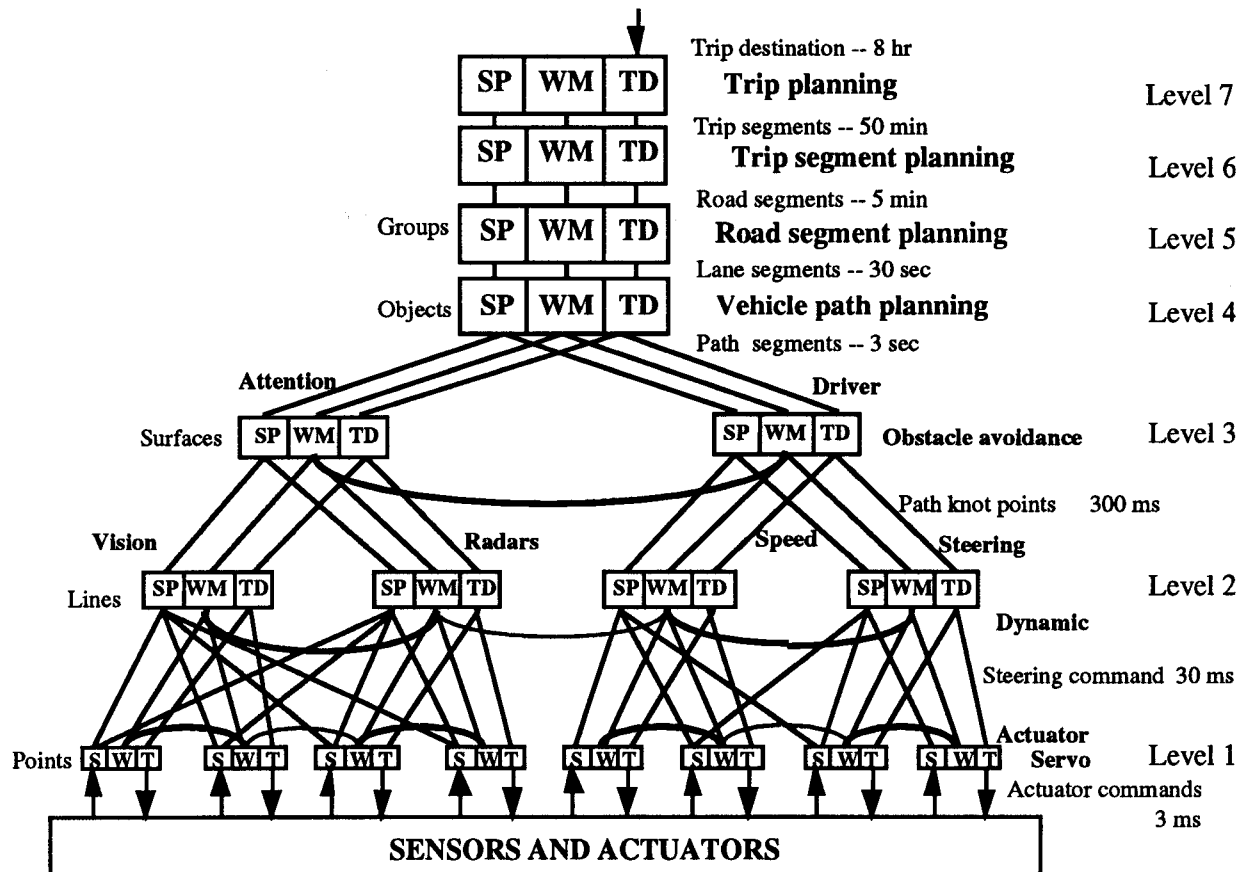 Trip destination -- 8 hr
SP WM TD Trip planning Level 7
Trip segments -- 50 min
SP WM TD Trip segment planning Level 6
Road segments -- 5 min
Groups SP WM TD Road segment planning Level 5
Lane segments -- 30 sec
Objects SP WM TD Vehicle path planning Level 4
Path segments -- 3 sec
Attention Driver
Surfaces SP WM TD SP WM TD Obstacle avoidance Level 3
Path knot points 300 ms
Vision Radars Speed Steering
Lines SP WM TD SP WM TD SP WM TD SP WM TD Level 2
Dynamic
Steering command 30 ms
Actuator
Points S W T S W T S W T S W T S W T S W T S W T S W T Servo Level 1
Actuator commands
3 ms
SENSORS AND ACTUATORS